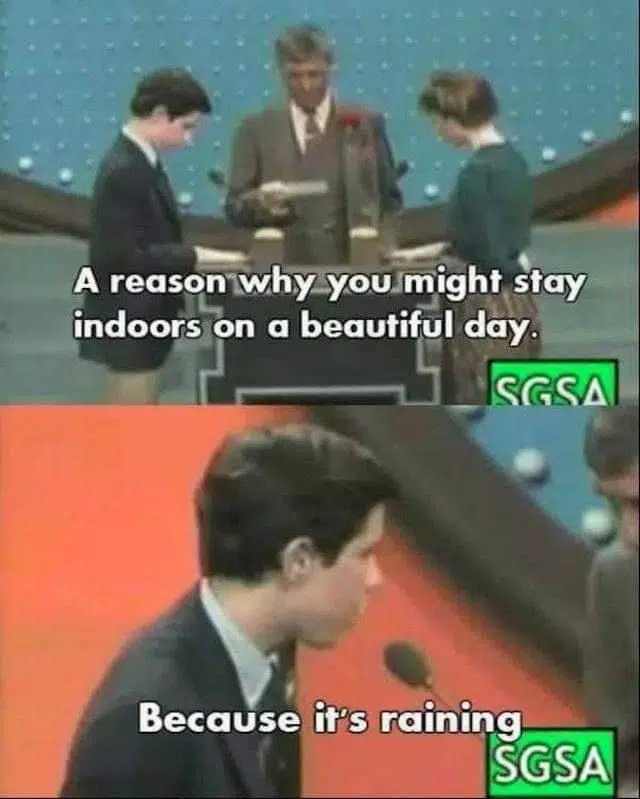 A reason why you might stay
indoors on a beautiful day.
SGSA
Because it's raining
SGSA